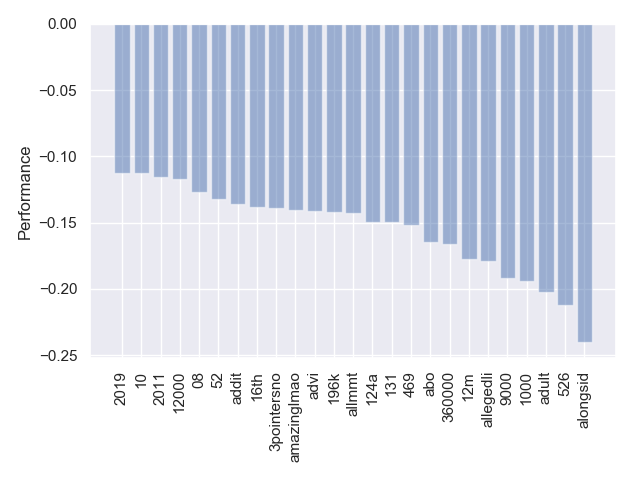 0.00
−0.05
−0.10
−0.15
−0.20
−0.25
Performance
2019
10
2011
12000
08
52
addit
16th
3pointersno
amazinglmao
advi
196k
allmmt
124a
131
469
abo
360000
12m
allegedli
9000
1000
adult
526
alongsid